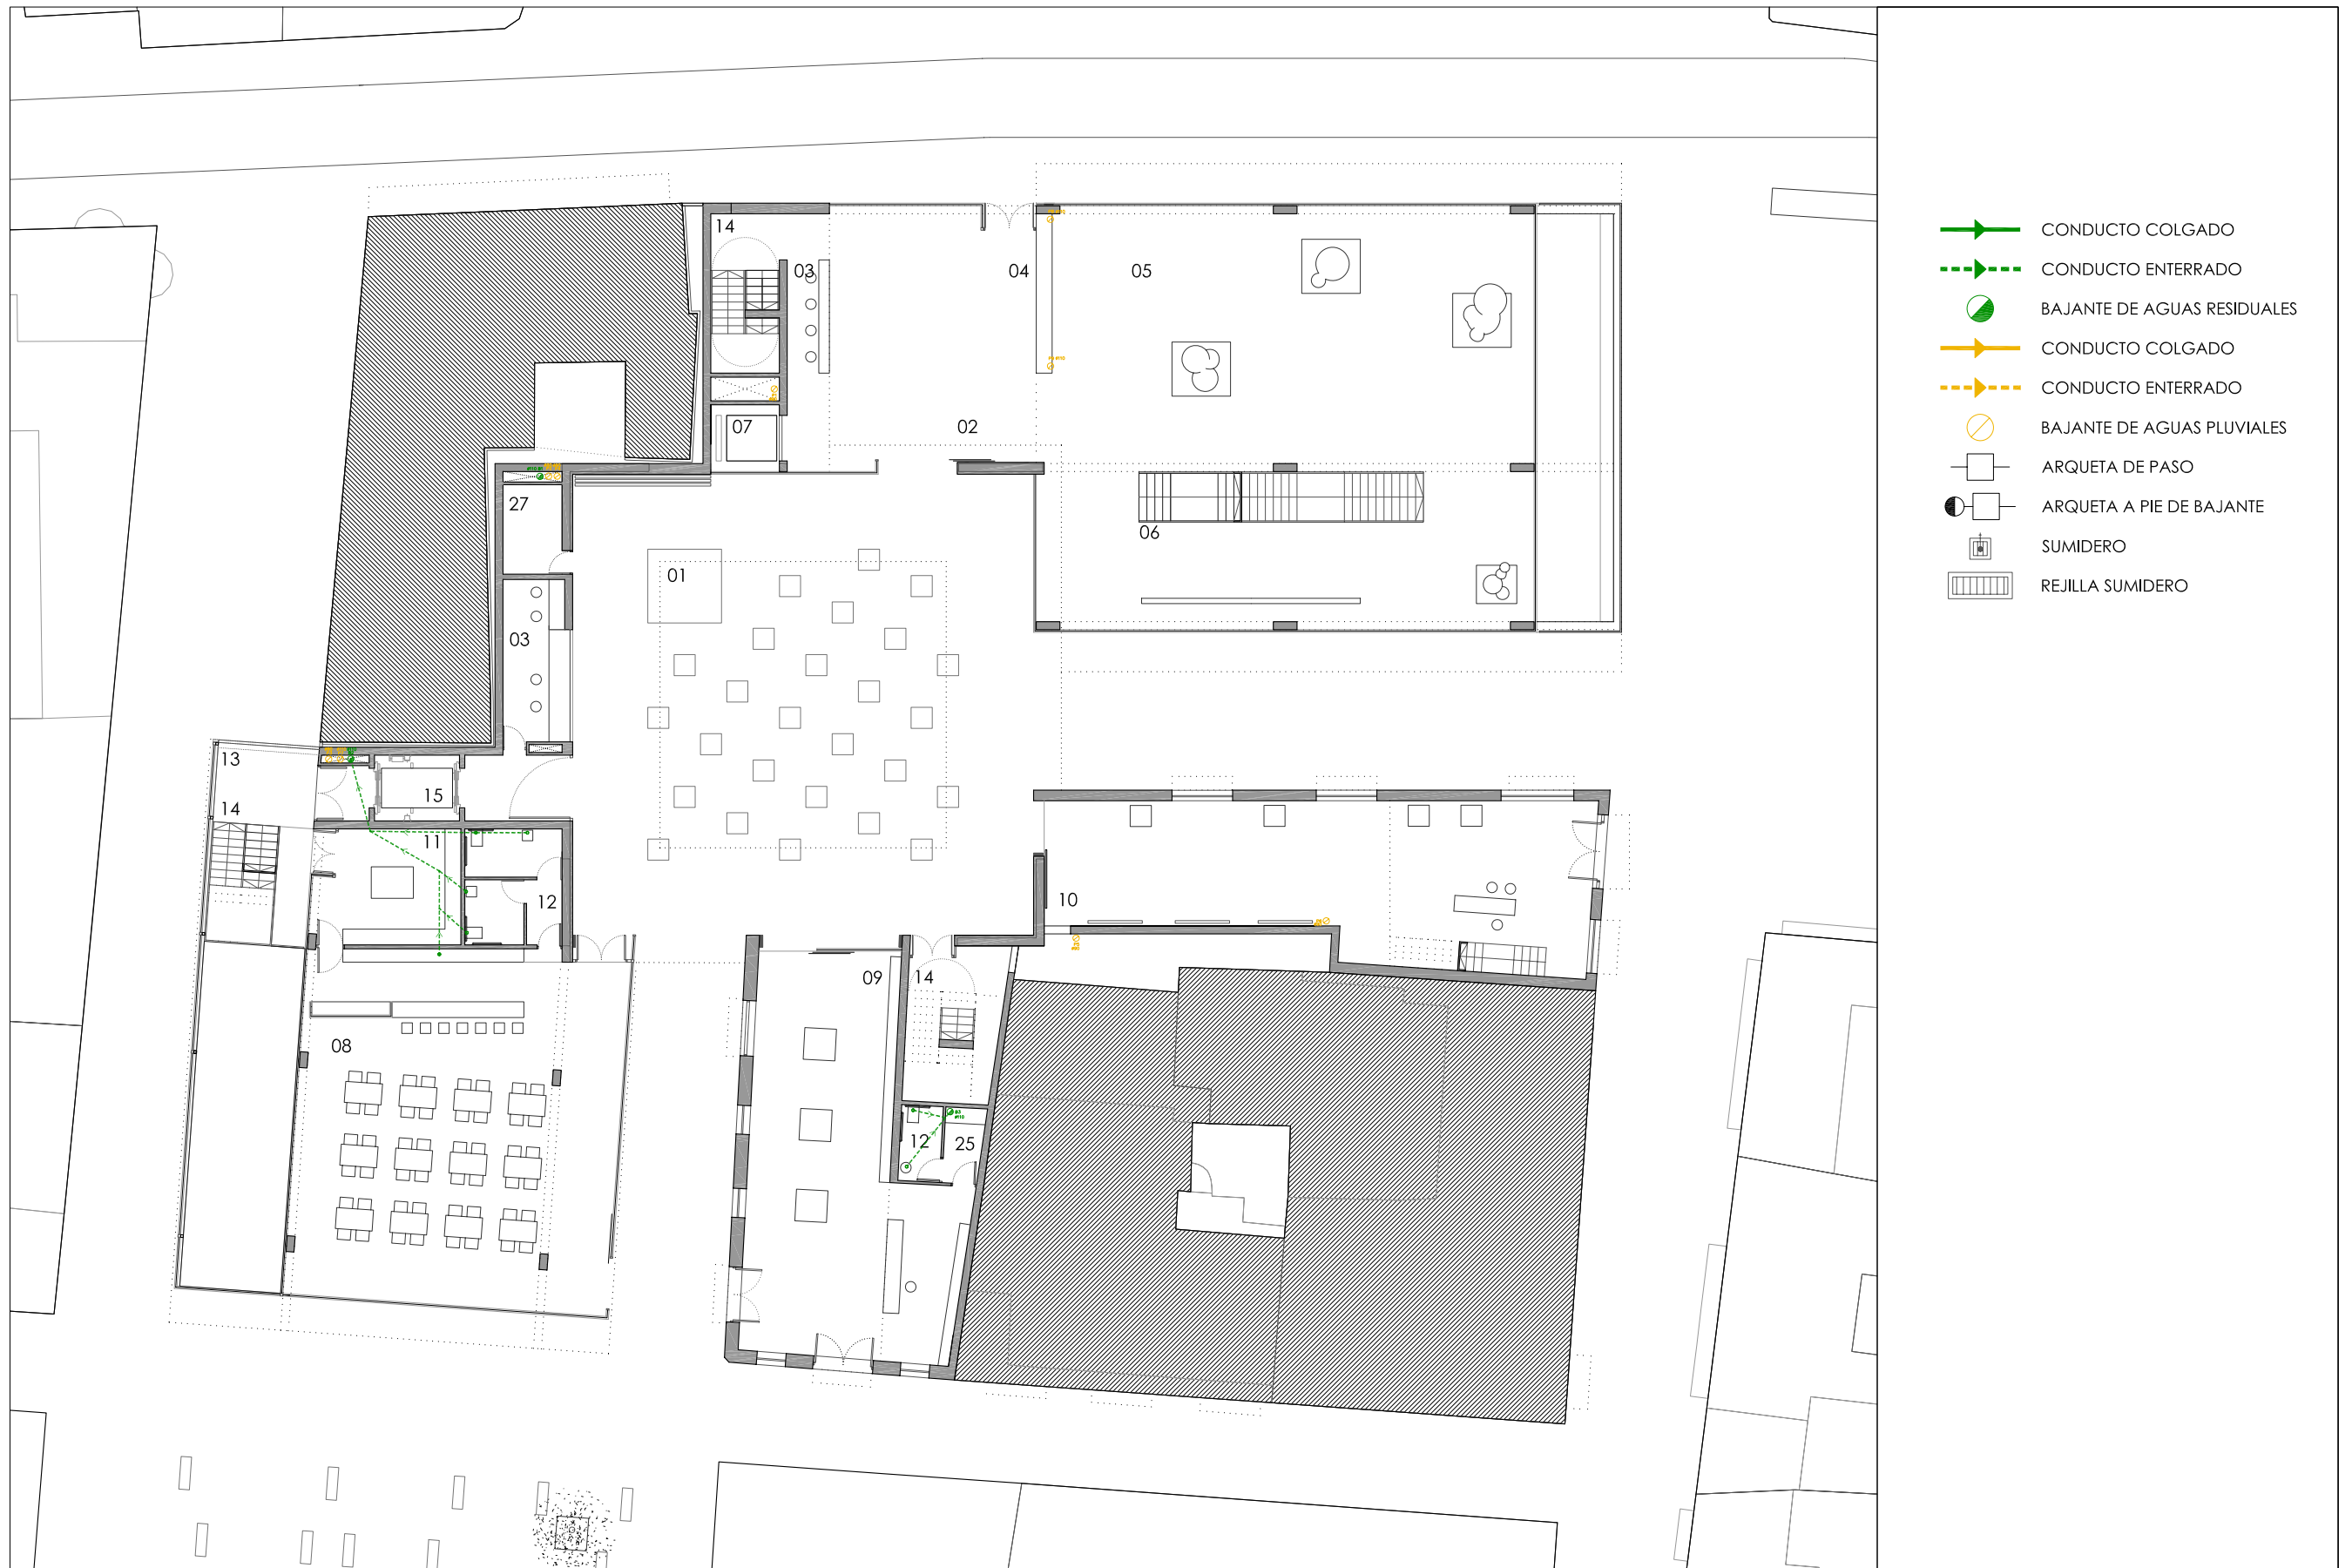 14
03
04
05
07
02
27
06
01
03
13
14
15
11
12
10
09
14
08
12
25
CONDUCTO COLGADO
CONDUCTO ENTERRADO
BAJANTE DE AGUAS RESIDUALES
CONDUCTO COLGADO
CONDUCTO ENTERRADO
BAJANTE DE AGUAS PLUVIALES
ARQUETA DE PASO
ARQUETA A PIE DE BAJANTE
SUMIDERO
REJILLA SUMIDERO